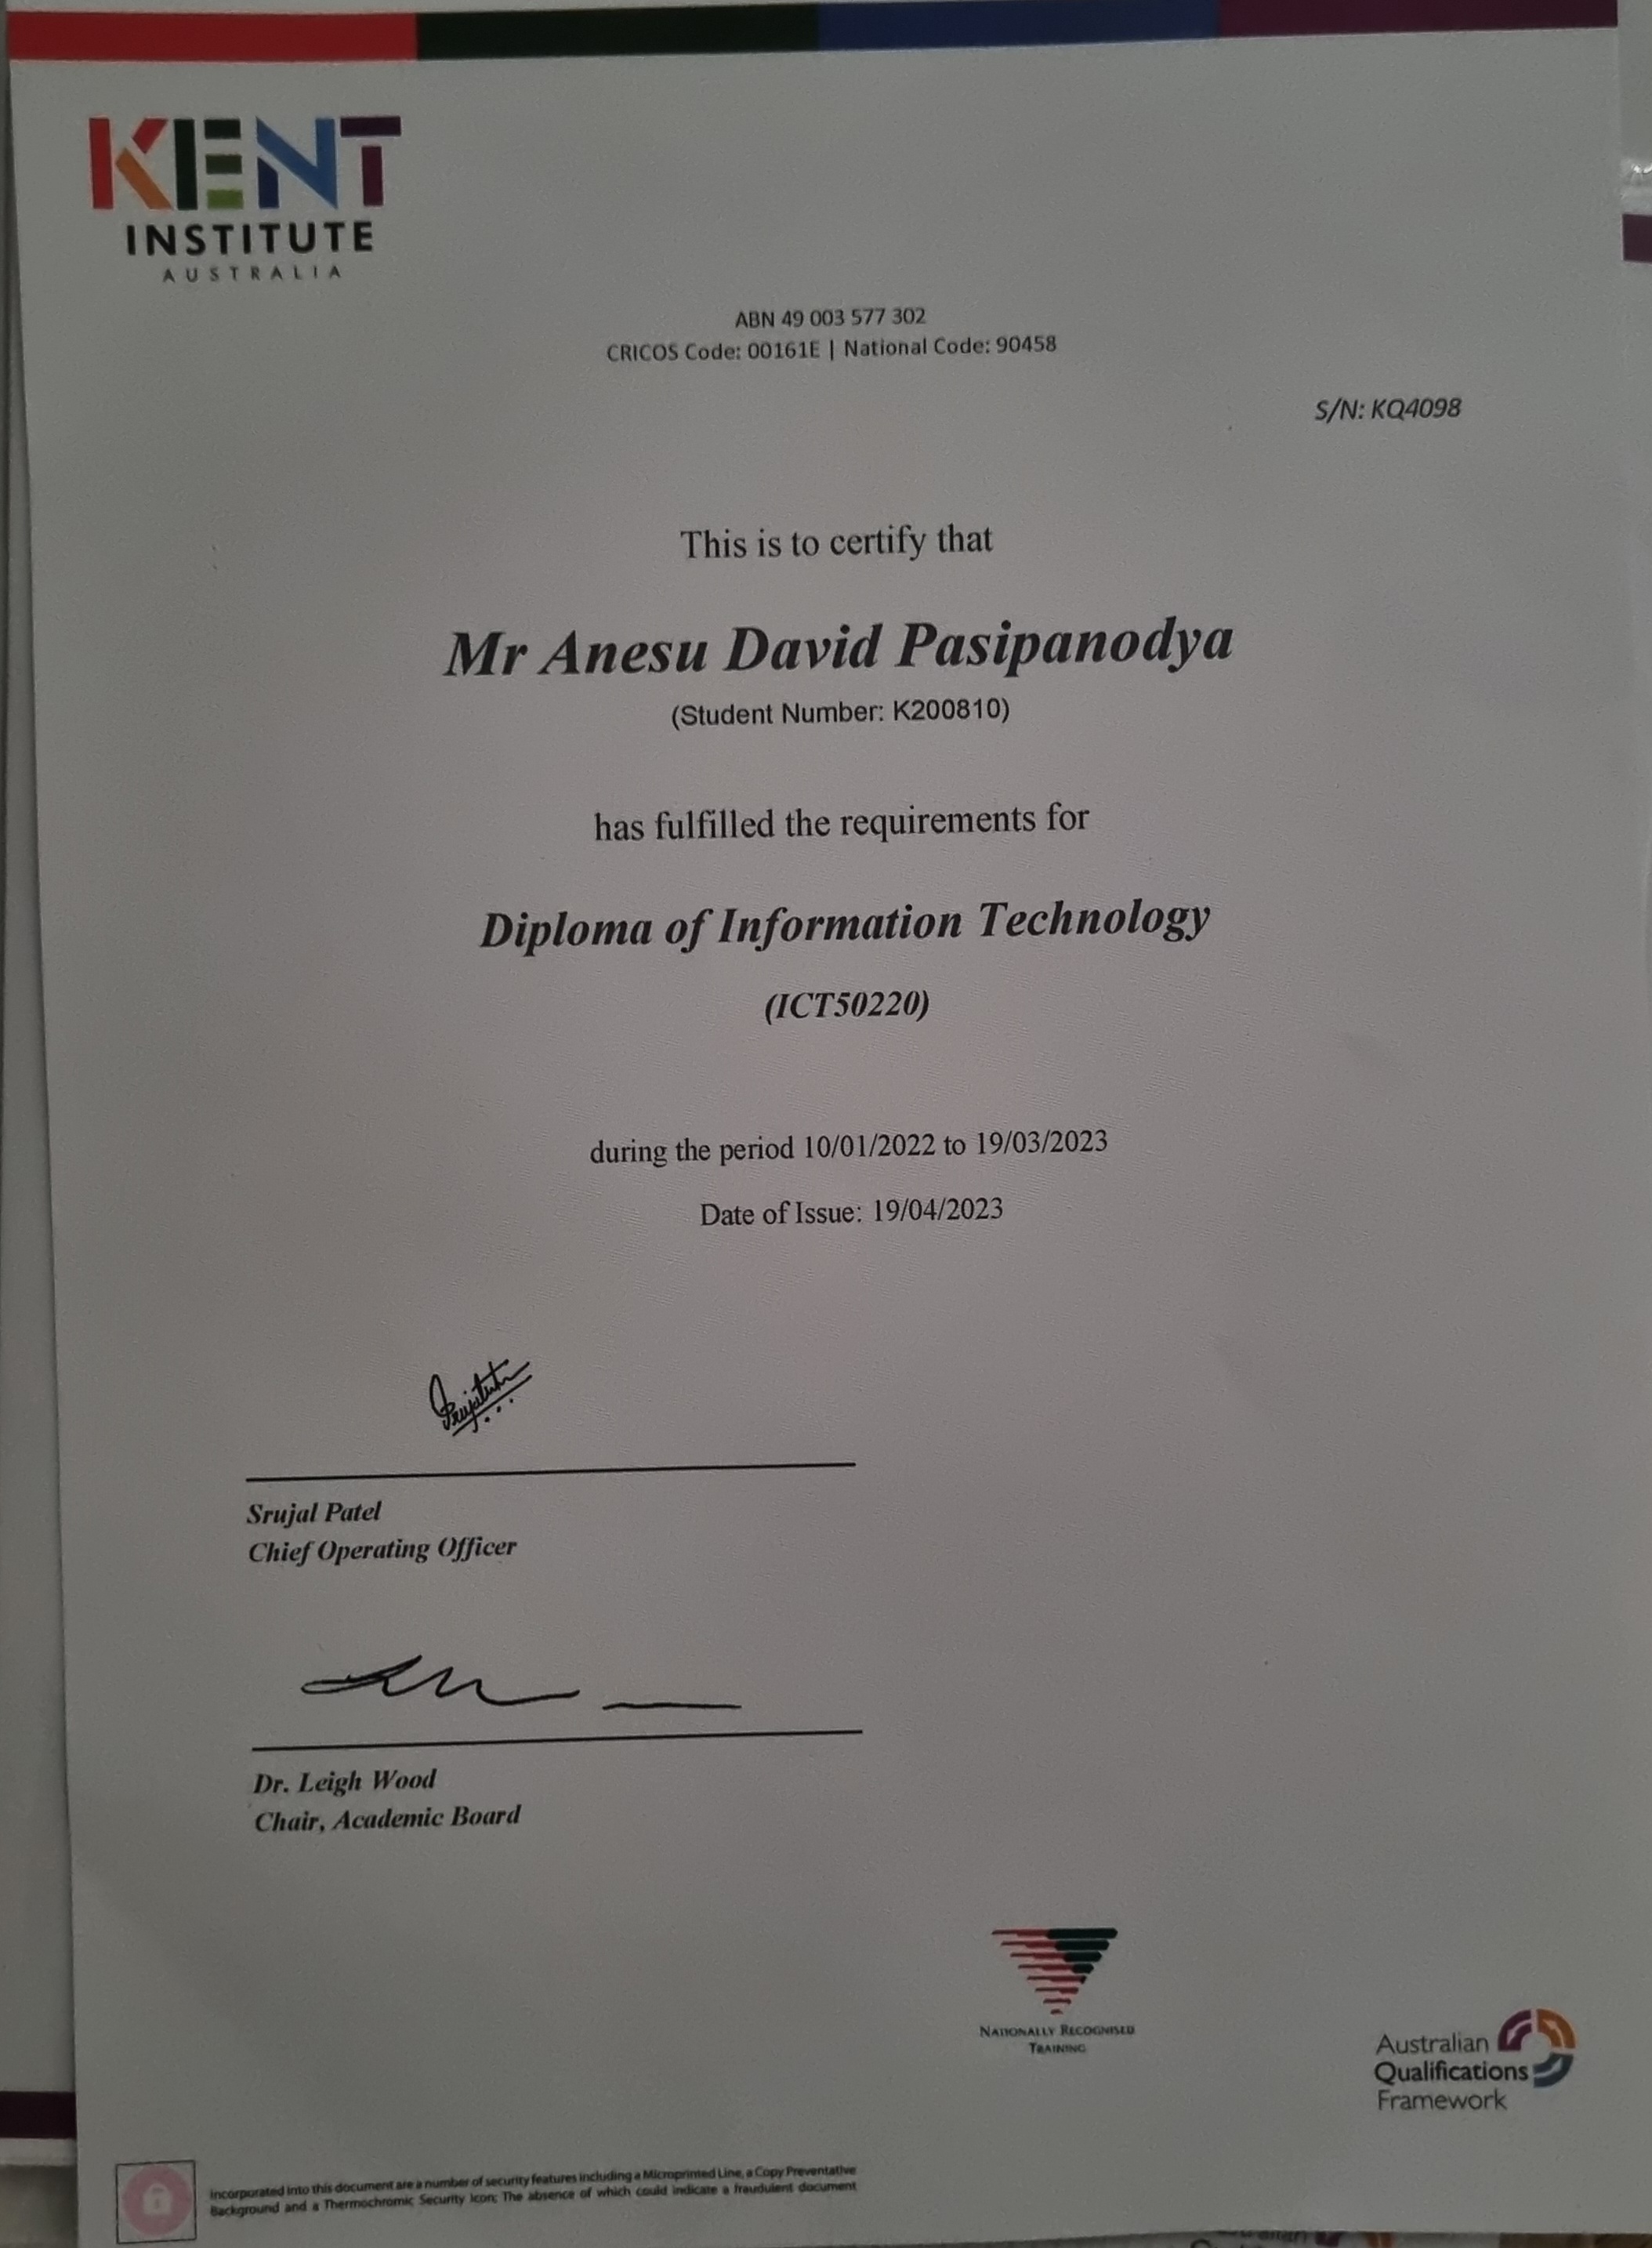 KENT
INSTITUTE
AUSTRALIA
ABN 49 003 577 302
CRICOS Code: 00161E | National Code: 90458
S/N: KQ4098
This is to certify that
Mr Anesu David Pasipanodya
(Student Number: K200810)
has fulfilled the requirements for
Diploma of Information Technology
(ICT50220)
during the period 10/01/2022 to 19/03/2023
Date of Issue: 19/04/2023
Srujal Patel
Chief Operating Officer
Dr. Leigh Wood
Chair, Academic Board
NATIONALLY RECOGNISED
TRAINING
Australian
Qualifications
Framework
Incorporated into this document are a number of security features including a Microprinted Line, a Copy Preventative
Background and a Thermochromic Security Icon; The absence of which could indicate a fraudulent document